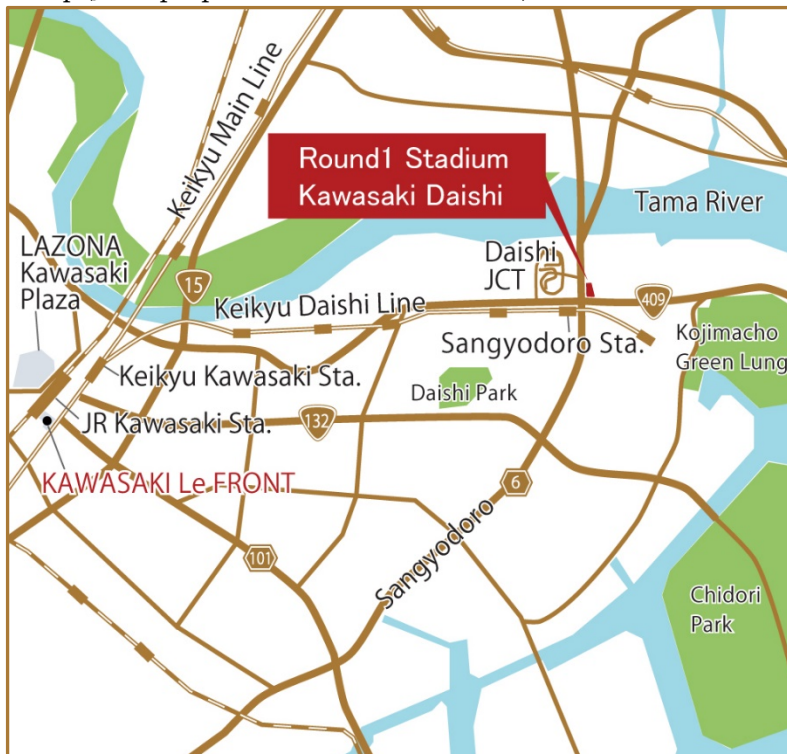 Keikyu Main Line
Round1 Stadium
Kawasaki Daishi
Tama River
LAZONA
Kawasaki
Plaza
15
Daishi
JCT
409
Keikyu Daishi Line
Sangyodoro Sta.
Kojimacho
Green Lung
Keikyu Kawasaki Sta.
Daishi Park
JR Kawasaki Sta.
132
KAWASAKI Le FRONT
6
Sangyodoro
101
Chidori
Park